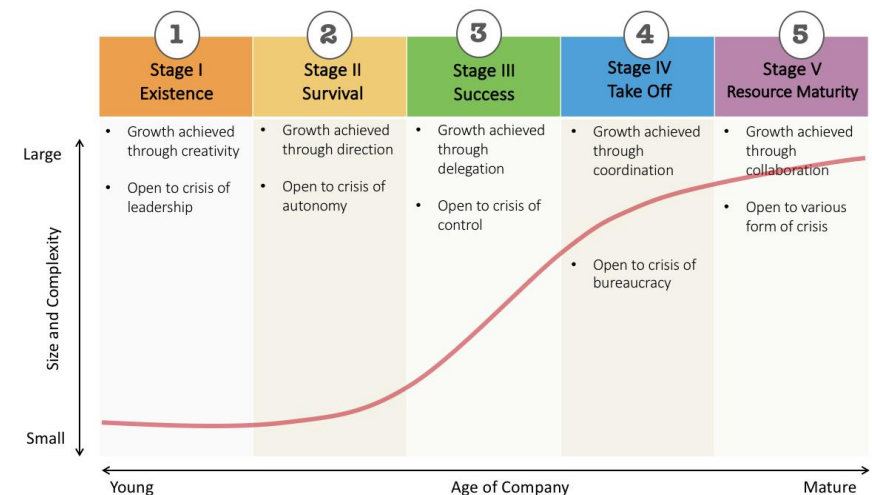 1
Stage I
Existence
2
Stage II
Survival
3
Stage III
Success
4
Stage IV
Take Off
5
Stage V
Resource Maturity
Large
Size and Complexity
Small
• Growth achieved
through creativity
• Open to crisis of
leadership
• Growth achieved
through direction
• Open to crisis of
autonomy
• Growth achieved
through
delegation
• Open to crisis of
control
• Growth achieved
through
coordination
• Open to crisis of
bureaucracy
• Growth achieved
through
collaboration
• Open to various
form of crisis
Young
Age of Company
Mature